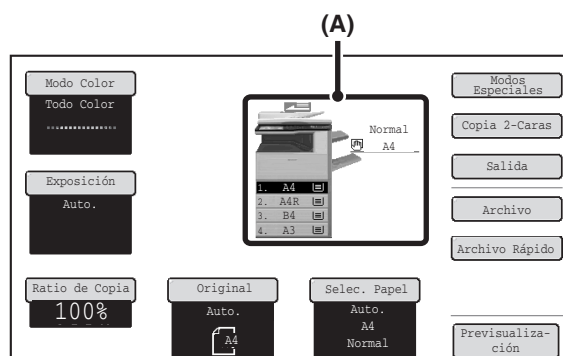 (A)
Modo Color
Todo Color
Exposición
Auto.
Ratio de Copia
100%
Original
Auto.
A4
Selec. Papel
Auto.
A4
Normal
Normal
A4
1. A4
2. A4R
3. B4
4. A3
Modos
Especiales
Copia 2-Caras
Salida
Archivo
Archivo Rápido
Previsualiza-
ción